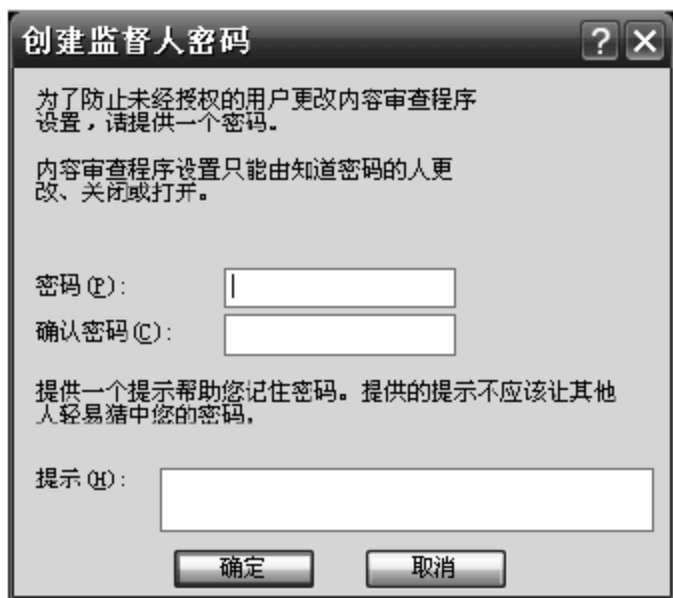 创建监督人密码
为了防止未经授权的用户更改内容审查程序
设置，请提供一个密码。
内容审查程序设置只能由知道密码的人更
改、关闭或打开。
密码(P)：
确认密码(C)：
提供一个提示帮助您记住密码。提供的提示不应该让其他
人轻易猜中您的密码。
提示(H)：
确定 取消